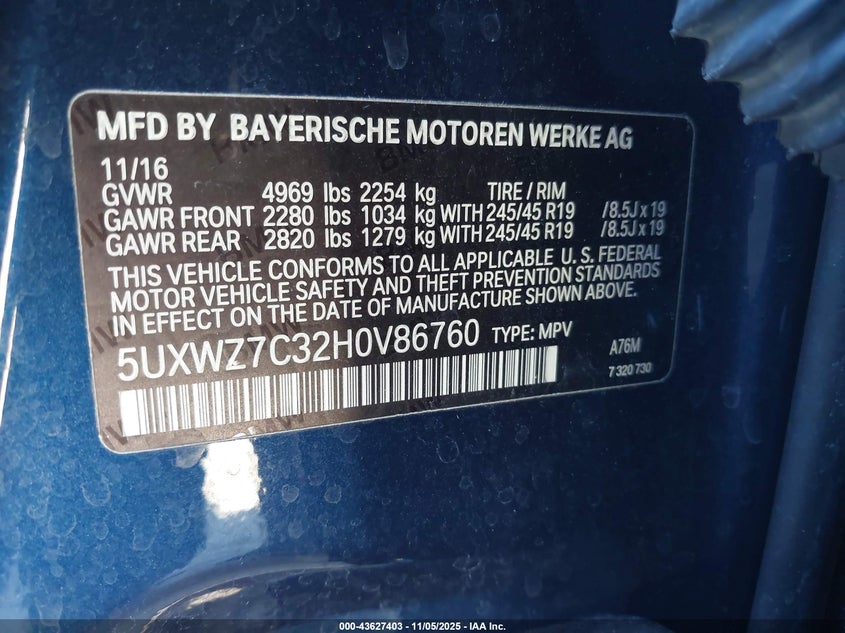 MFD BY BAYERISCHE MOTOREN WERKE AG
11/16
GVWR 4969 lbs 2254 kg TIRE / RIM
GAWR FRONT 2280 lbs 1034 kg WITH 245/45 R19 /8.5J x 19
GAWR REAR 2820 lbs 1279 kg WITH 245/45 R19 /8.5J x 19
THIS VEHICLE CONFORMS TO ALL APPLICABLE U. S. FEDERAL
MOTOR VEHICLE SAFETY AND THEFT PREVENTION STANDARDS
IN EFFECT ON THE DATE OF MANUFACTURE SHOWN ABOVE.
5UXWZ7C32H0V86760 TYPE: MPV A76M
7 320 730
000-43627403 - 11/05/2025 - IAA Inc.